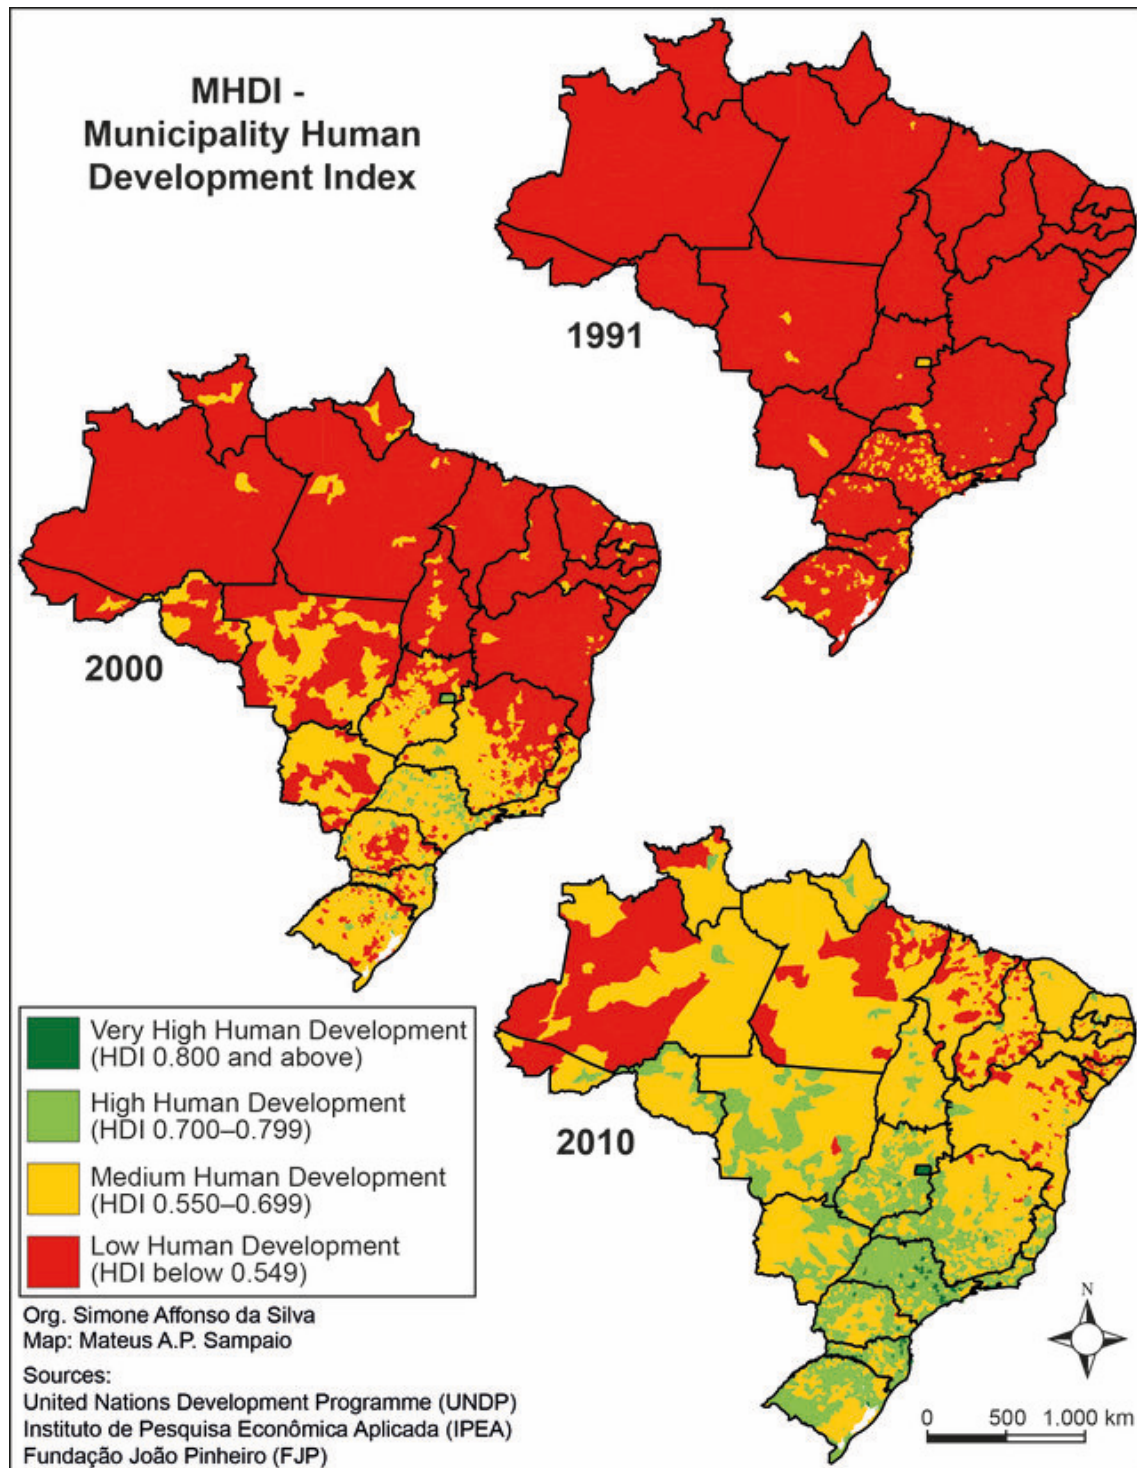 MHDI -
Municipality Human
Development Index
1991
2000
2010
Very High Human Development
(HDI 0.800 and above)
High Human Development
(HDI 0.700–0.799)
Medium Human Development
(HDI 0.550–0.699)
Low Human Development
(HDI below 0.549)
Org. Simone Affonso da Silva
Map: Mateus A.P. Sampaio
Sources:
United Nations Development Programme (UNDP)
Instituto de Pesquisa Econômica Aplicada (IPEA)
Fundação João Pinheiro (FJP)
N
0 500 1.000 km